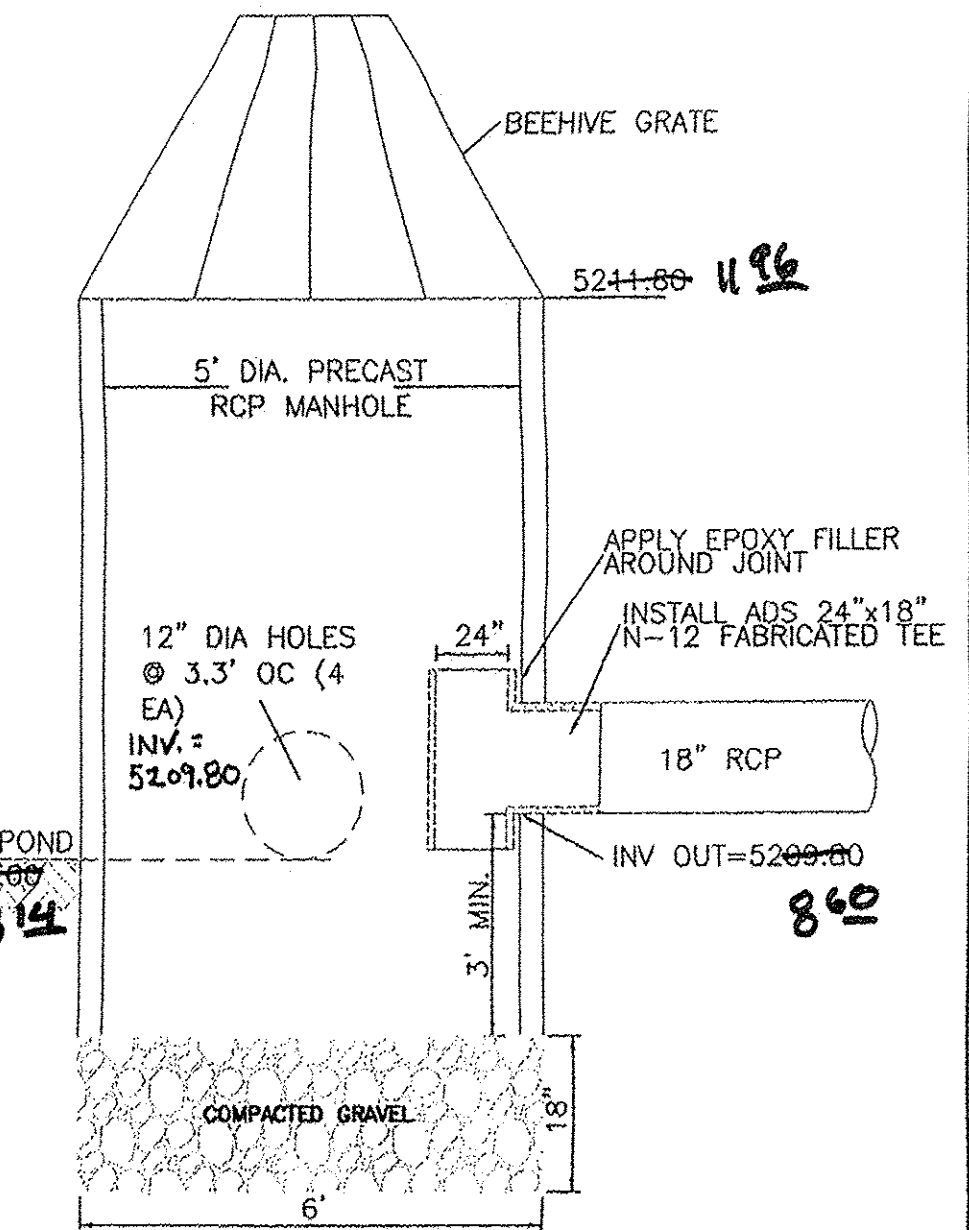 BEEHIVE GRATE
5211.80 11 96
5' DIA. PRECAST
RCP MANHOLE
APPLY EPOXY FILLER
AROUND JOINT
INSTALL ADS 24"x18"
N-12 FABRICATED TEE
12" DIA HOLES
@ 3.3' OC (4
EA)
INV. =
5209.80
24"
18" RCP
POND
.00
14
INV OUT=5209.80
8 60
3' MIN.
COMPACTED GRAVEL
18"
6'